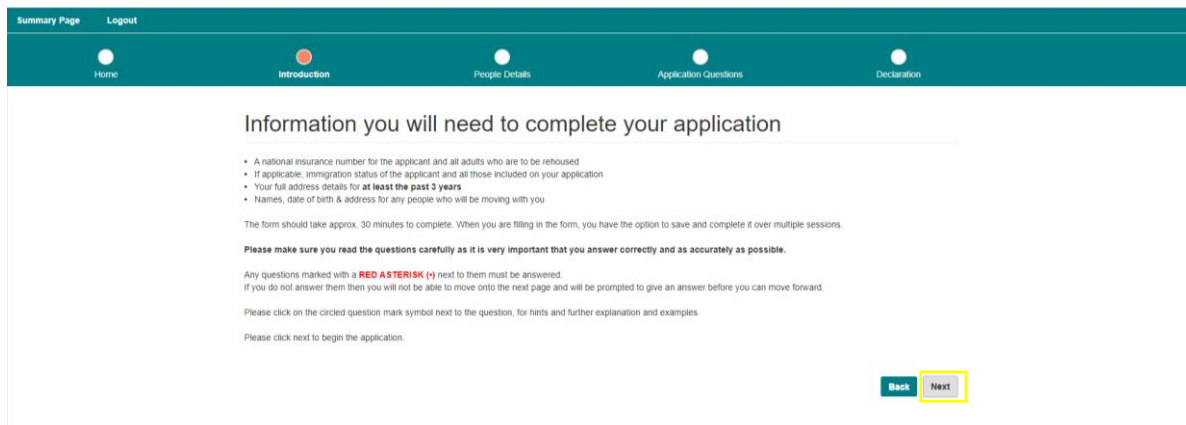 Summary Page Logout
Home Introduction People Details Application Questions Declaration
Information you will need to complete your application
• A national insurance number for the applicant and all adults who are to be rehoused
• If applicable, immigration status of the applicant and all those included on your application
• Your full address details for at least the past 3 years
• Names, date of birth & address for any people who will be moving with you
The form should take approx. 30 minutes to complete. When you are filling in the form, you have the option to save and complete it over multiple sessions.
Please make sure you read the questions carefully as it is very important that you answer correctly and as accurately as possible.
Any questions marked with a RED ASTERISK (*) next to them must be answered.
If you do not answer them then you will not be able to move onto the next page and will be prompted to give an answer before you can move forward.
Please click on the circled question mark symbol next to the question, for hints and further explanation and examples.
Please click next to begin the application.
Back Next